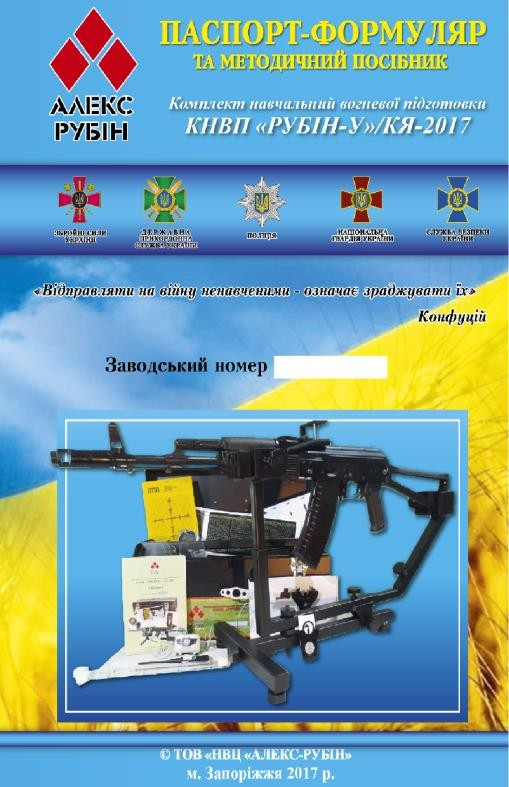 АЛЕКС
РУБІН
ПАСПОРТ-ФОРМУЛЯР
ТА МЕТОДИЧНИЙ ПОСІБНИК
Комплект навчальний вогневої підготовки
КНВП «РУБІН-У»/КЯ-2017
ЗБРОЙНІ СИЛИ
УКРАЇНИ
ДЕРЖАВНА
ПРИКОРДОННА
СЛУЖБА УКРАЇНИ
ПОЛІЦІЯ
НАЦІОНАЛЬНА
ГВАРДІЯ УКРАЇНИ
СЛУЖБА БЕЗПЕКИ
УКРАЇНИ
«Відправляти на війну ненавченими - означає зраджувати їх»
Конфуцій
Заводський номер
© ТОВ «НВЦ «АЛЕКС-РУБІН»
м. Запоріжжя 2017 р.